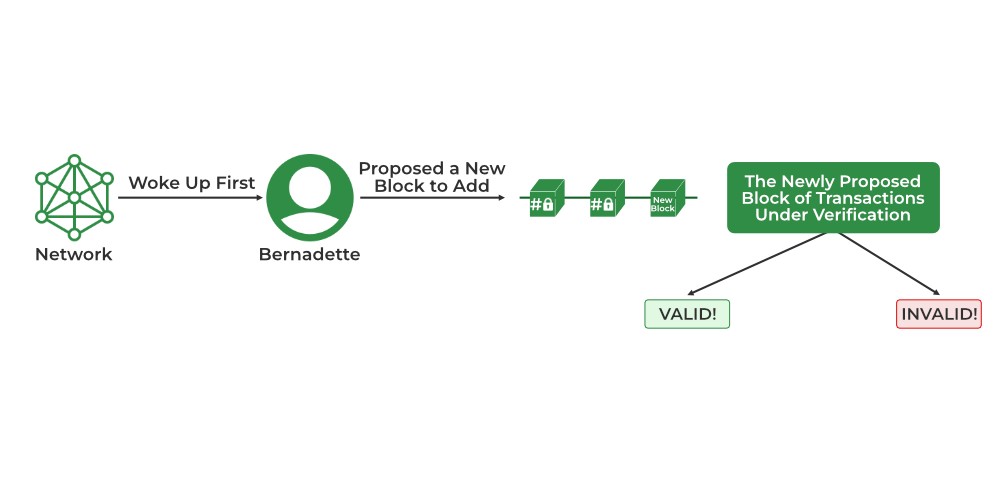 Woke Up First
Network
Bernadette
Proposed a New
Block to Add
#
#
New
Block
The Newly Proposed
Block of Transactions
Under Verification
VALID!
INVALID!